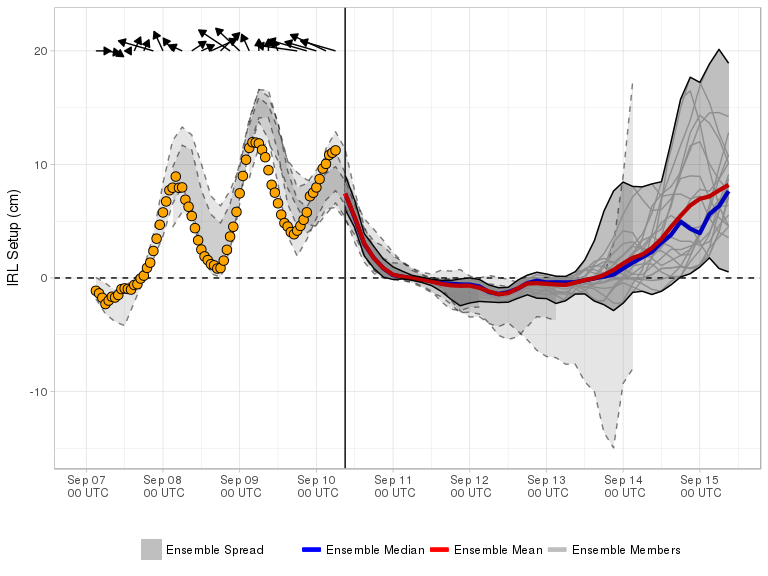 20
10
0
-10
IRL Setup (cm)
Sep 07 Sep 08 Sep 09 Sep 10 Sep 11 Sep 12 Sep 13 Sep 14 Sep 15
00 UTC 00 UTC 00 UTC 00 UTC 00 UTC 00 UTC 00 UTC 00 UTC 00 UTC
Ensemble Spread Ensemble Median Ensemble Mean Ensemble Members